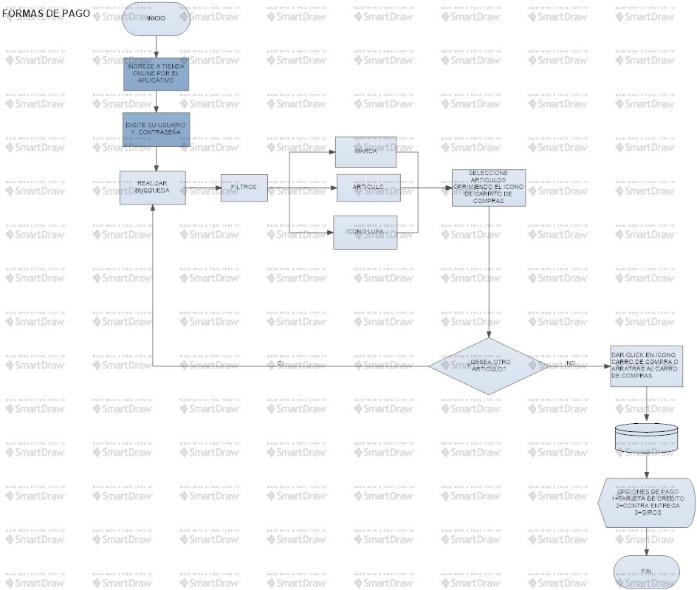 FORMAS DE PAGO
INICIO
INGRESE A TIENDA
ONLINE POR EL
APLICATIVO
DIGITE SU USUARIO
Y CONTRASEÑA
REALIZAR
BUSQUEDA
FILTROS
MARCA
ARTICULO
ICONO LUPA
SELECCIONE
ARTICULOS
OPRIMIENDO EL ICONO
DE CARRITO DE
COMPRAS
¿DESEA OTRO
ARTICULO?
SI
NO
DAR CLICK EN ICONO
CARRO DE COMPRA O
ARRATRAS AL CARRO
DE COMPRAS
OPCIONES DE PAGO
1=TARJETA DE CREDITO
2=CONTRA ENTREGA
3=GIROS
FIN
SmartDraw